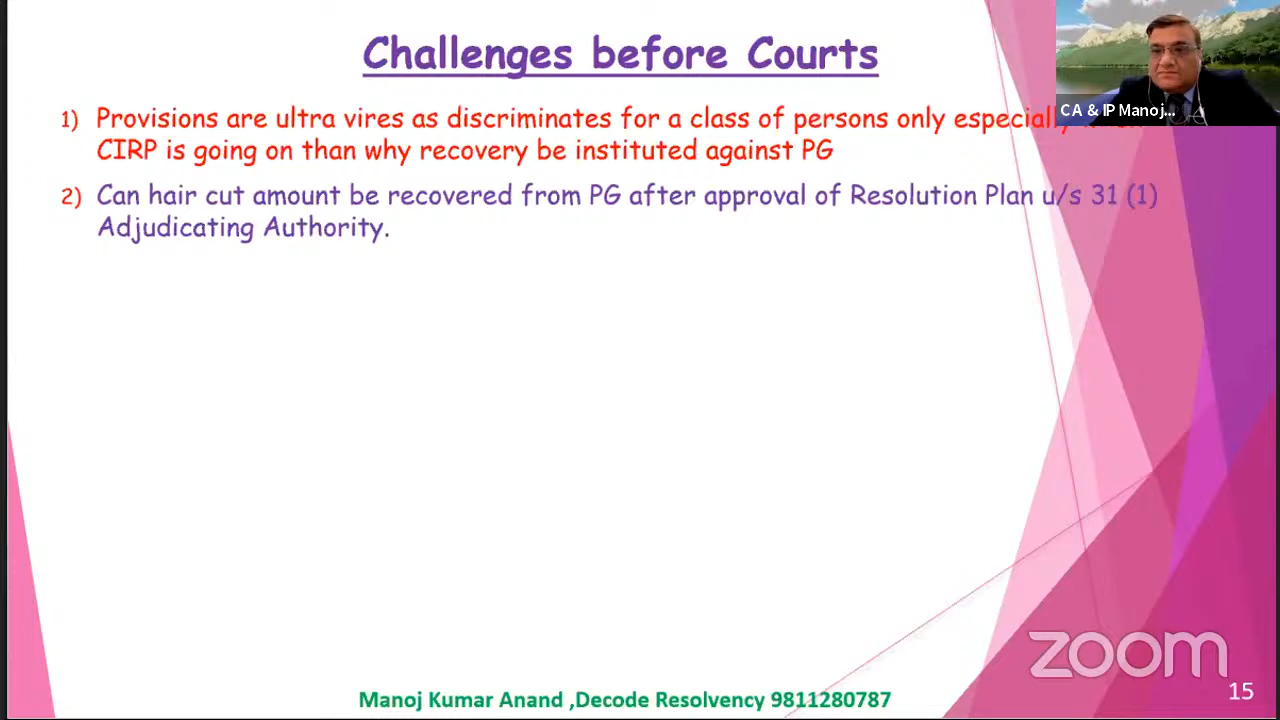 Challenges before Courts
CA & IP Manoj...
1) Provisions are ultra vires as discriminates for a class of persons only especially
CIRP is going on than why recovery be instituted against PG
2) Can hair cut amount be recovered from PG after approval of Resolution Plan u/s 31 (1)
Adjudicating Authority.
zoom
Manoj Kumar Anand ,Decode Resolvency 9811280787
15